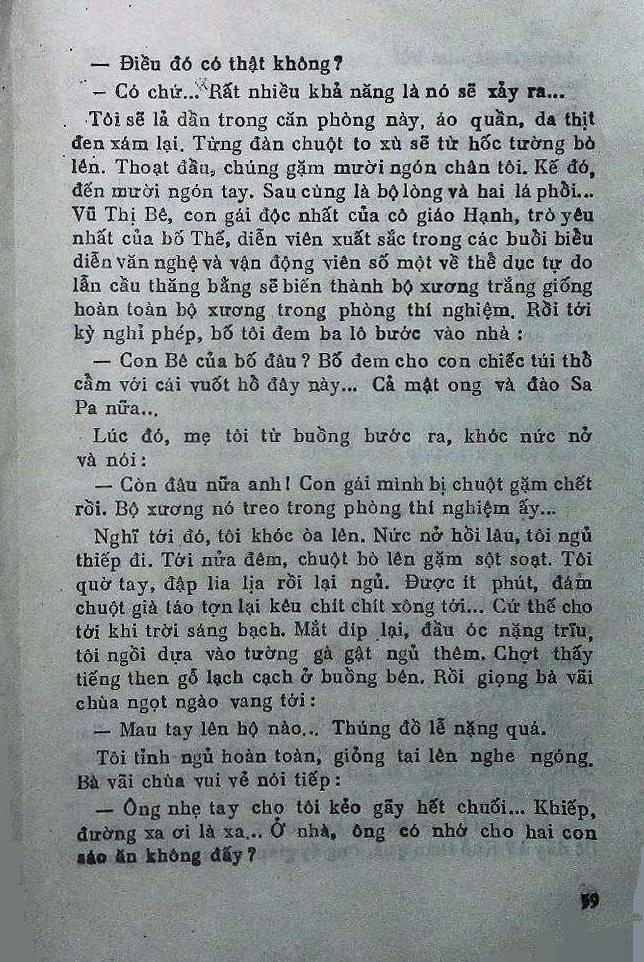 — Điều đó có thật không?
— Có chứ... Rất nhiều khả năng là nó sẽ xảy ra...
Tôi sẽ lả dần trong căn phòng này, áo quần, da thịt
đen xám lại. Từng đàn chuột to xù sẽ từ hốc tường bò
lên. Thoạt đầu, chúng gặm mười ngón chân tôi. Kế đó,
đến mười ngón tay. Sau cùng là bộ lòng và hai lá phổi...
Vũ Thị Bê, con gái độc nhất của cô giáo Hạnh, trò yêu
nhất của bố Thế, diễn viên xuất sắc trong các buổi biểu
diễn văn nghệ và vận động viên số một về thể dục tự do
lẫn cầu thăng bằng sẽ biến thành bộ xương trắng giống
hoàn toàn bộ xương trong phòng thí nghiệm. Rồi tới
kỳ nghỉ phép, bố tôi đem ba lô bước vào nhà :
— Con Bê của bố đâu ? Bố đem cho con chiếc túi thổ
cẩm với cái vuốt hổ đây này... Cả mật ong và đào Sa
Pa nữa...
Lúc đó, mẹ tôi từ buồng bước ra, khóc nức nở
và nói :
— Còn đâu nữa anh! Con gái mình bị chuột gặm chết
rồi. Bộ xương nó treo trong phòng thí nghiệm ấy...
Nghĩ tới đó, tôi khóc òa lên. Nức nở hồi lâu, tôi ngủ
thiếp đi. Tới nửa đêm, chuột bò lên gặm sột soạt. Tôi
quờ tay, đập lia lịa rồi lại ngủ. Được ít phút, đám
chuột già táo tợn lại kêu chít chít xông tới... Cứ thế cho
tới khi trời sáng bạch. Mắt díp lại, đầu óc nặng trĩu,
tôi ngồi dựa vào tường gà gật ngủ thêm. Chợt thấy
tiếng then gỗ lạch cạch ở buồng bên. Rồi giọng bà vãi
chùa ngọt ngào vang tới :
— Mau tay lên hộ nào... Thúng đồ lễ nặng quá.
Tôi tỉnh ngủ hoàn toàn, giỏng tai lên nghe ngóng.
Bà vãi chùa vui vẻ nói tiếp :
— Ông nhẹ tay cho tôi kẻo gãy hết chuối... Khiếp,
đường xa ơi là xa... Ở nhà, ông có nhớ cho hai con
sáo ăn không đấy ?
59